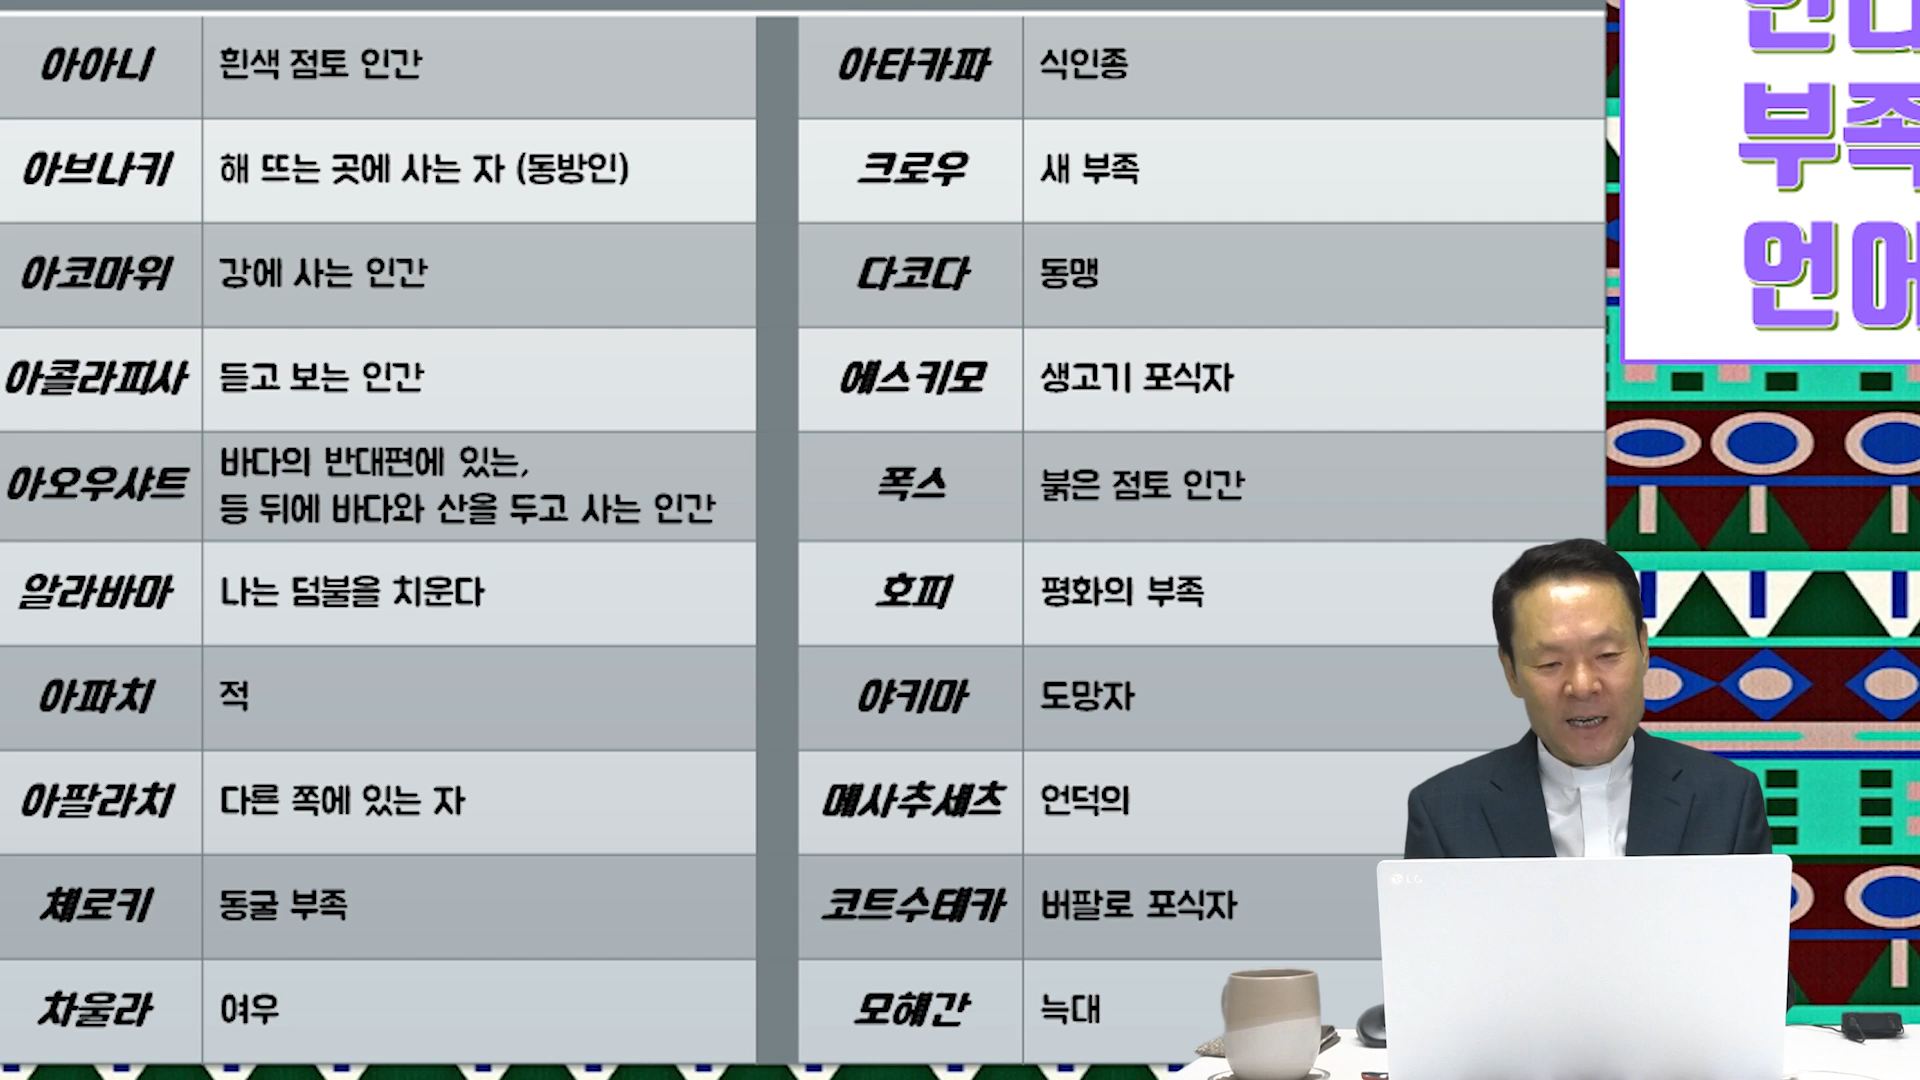 아아니 흰색 점토 인간
아브나키 해 뜨는 곳에 사는 자 (동방인)
아코마위 강에 사는 인간
아콜라피사 듣고 보는 인간
아오우샤트 바다의 반대편에 있는,
등 뒤에 바다와 산을 두고 사는 인간
알라바마 나는 덤불을 치운다
아파치 적
아팔라치 다른 쪽에 있는 자
체로키 동굴 부족
차울라 여우
아타카파 식인종
크로우 새 부족
다코다 동맹
에스키모 생고기 포식자
폭스 붉은 점토 인간
호피 평화의 부족
야키마 도망자
메사추세츠 언덕의
코트수테카 버팔로 포식자
모헤간 늑대
부족
언어
LG